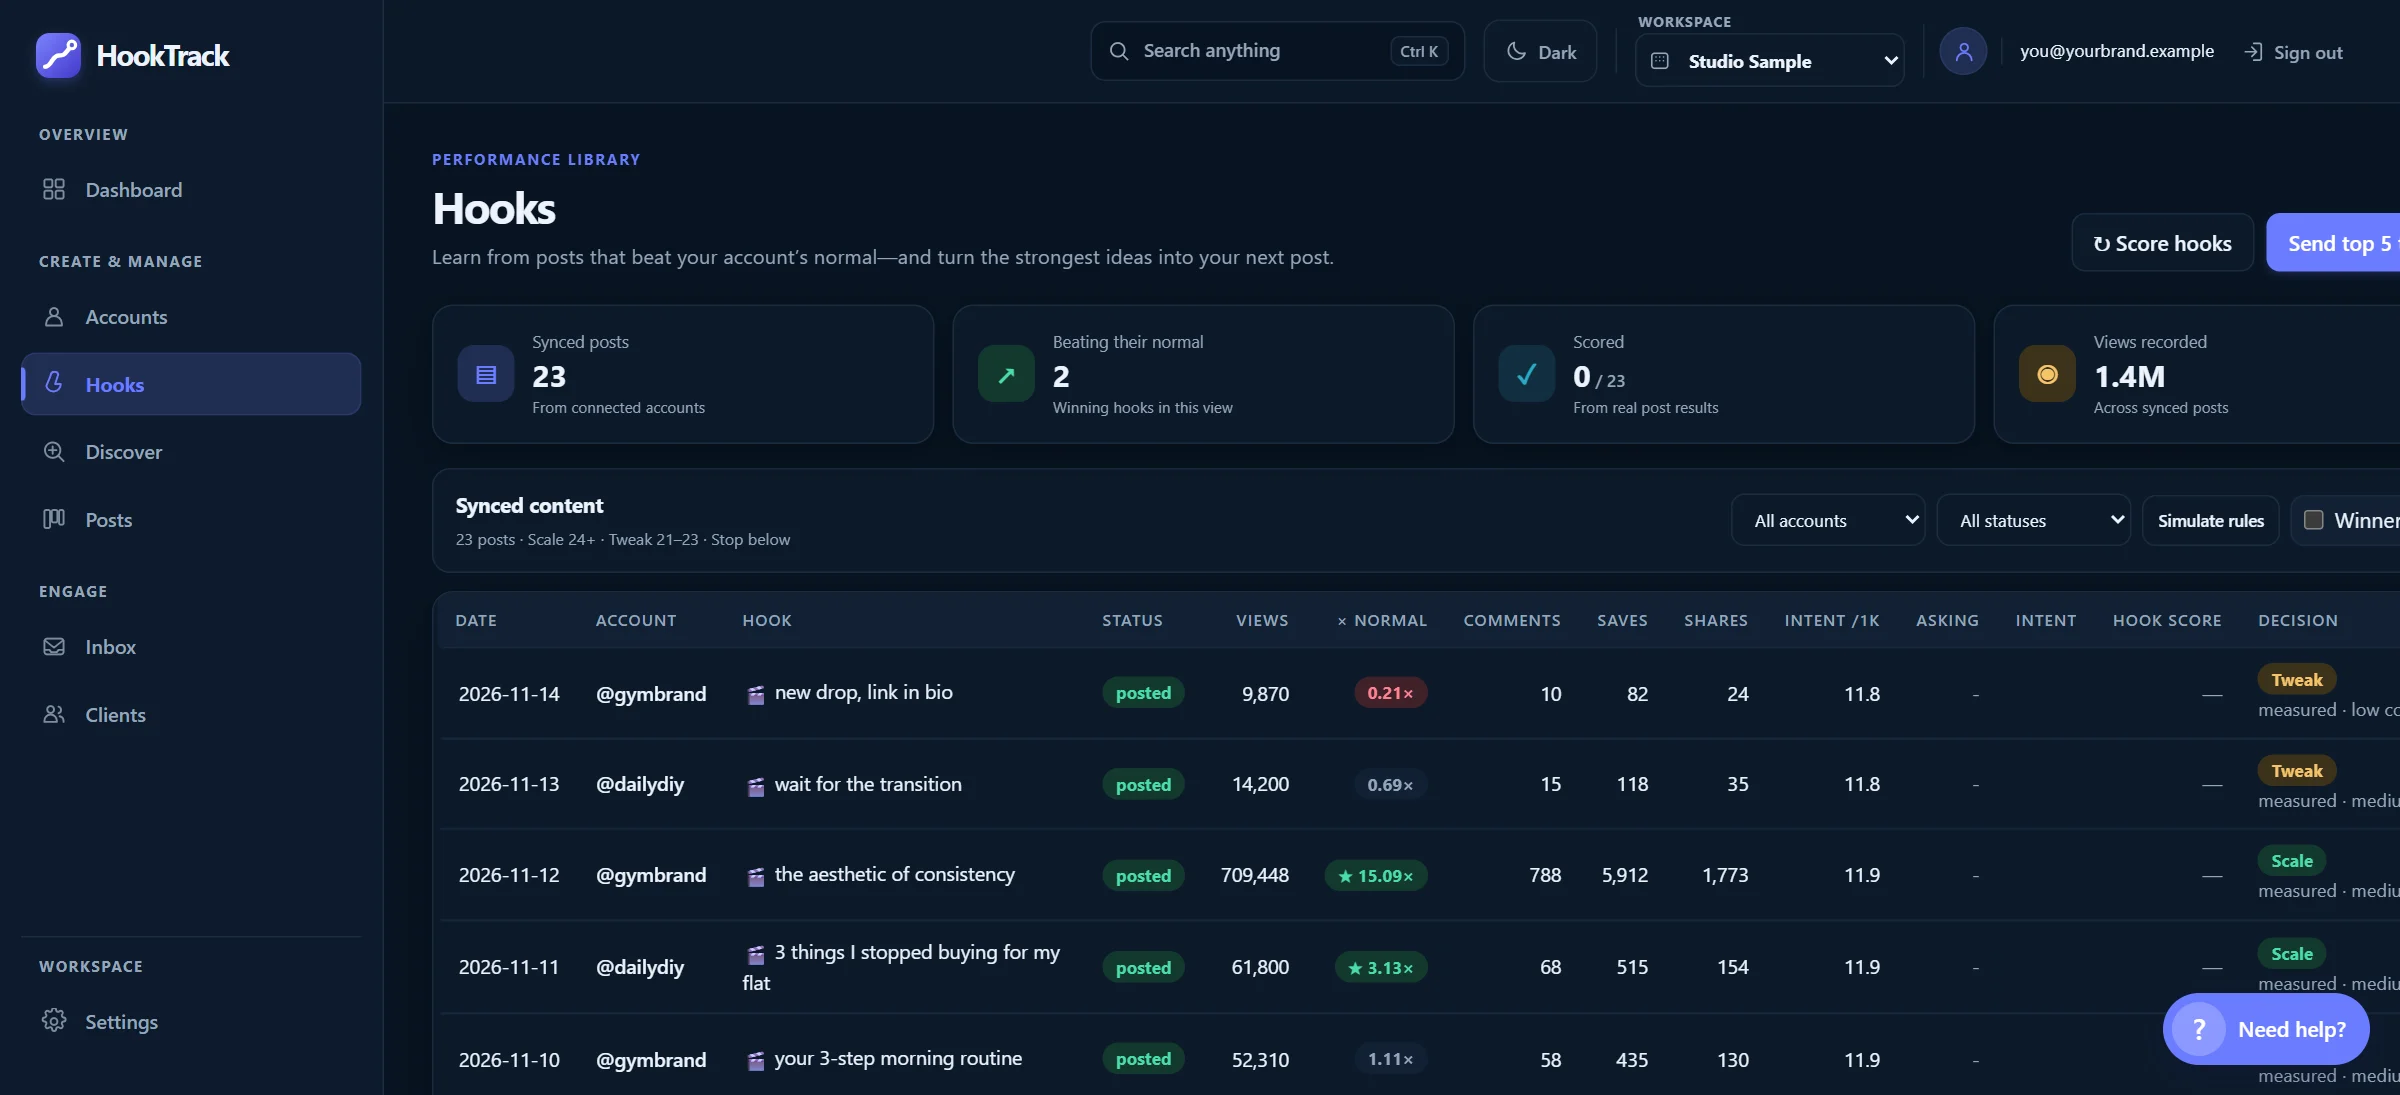 HookTrack
Search anything
Ctrl K
Dark
WORKSPACE
Studio Sample
you@yourbrand.example
Sign out
OVERVIEW
Dashboard
CREATE & MANAGE
Accounts
Hooks
Discover
Posts
ENGAGE
Inbox
Clients
WORKSPACE
Settings
PERFORMANCE LIBRARY
Hooks
Learn from posts that beat your account’s normal—and turn the strongest ideas into your next post.
↻ Score hooks
Send top 5
Synced posts
23
From connected accounts
Beating their normal
2
Winning hooks in this view
Scored
0 / 23
From real post results
Views recorded
1.4M
Across synced posts
Synced content
23 posts · Scale 24+ · Tweak 21–23 · Stop below
All accounts
All statuses
Simulate rules
Winner
DATE ACCOUNT HOOK STATUS VIEWS × NORMAL COMMENTS SAVES SHARES INTENT /1K ASKING INTENT HOOK SCORE DECISION
2026-11-14 @gymbrand new drop, link in bio posted 9,870 0.21× 10 82 24 11.8 - — Tweak
measured · low
2026-11-13 @dailydiy wait for the transition posted 14,200 0.69× 15 118 35 11.8 - — Tweak
measured · mediu
2026-11-12 @gymbrand the aesthetic of consistency posted 709,448 ★ 15.09× 788 5,912 1,773 11.9 - — Scale
measured · mediu
2026-11-11 @dailydiy 3 things I stopped buying for my
flat posted 61,800 ★ 3.13× 68 515 154 11.9 - — Scale
measured · mediu
2026-11-10 @gymbrand your 3-step morning routine posted 52,310 1.11× 58 435 130 11.9 -
measured · mediu
? Need help?